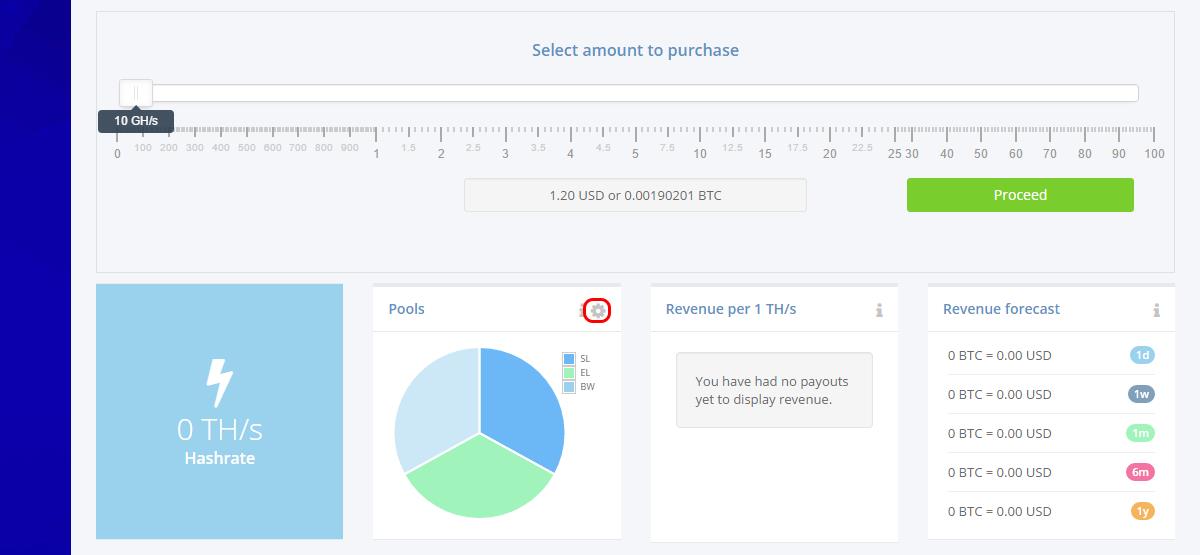 Select amount to purchase
10 GH/s
100 200 300 400 500 600 700 800 900 1.5 2.5 3.5 4.5 7.5 12.5 17.5 22.5
0 1 2 3 4 5 10 15 20 25 30 40 50 60 70 80 90 100
1.20 USD or 0.00190201 BTC
Proceed
0 TH/s
Hashrate
Pools
SL
EL
BW
Revenue per 1 TH/s
You have had no payouts
yet to display revenue.
Revenue forecast
0 BTC = 0.00 USD 1d
0 BTC = 0.00 USD 1w
0 BTC = 0.00 USD 1m
0 BTC = 0.00 USD 6m
0 BTC = 0.00 USD 1y